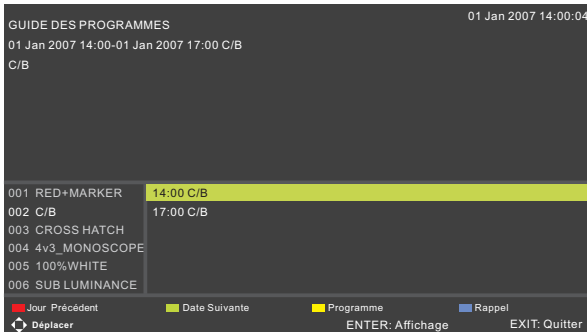 GUIDE DES PROGRAMMES
01 Jan 2007 14:00:04
01 Jan 2007 14:00-01 Jan 2007 17:00 C/B
C/B
001 RED+MARKER
14:00 C/B
002 C/B
17:00 C/B
003 CROSS HATCH
004 4v3_MONOSCOPE
005 100%WHITE
006 SUB LUMINANCE
Jour Précédent
Date Suivante
Programme
Rappel
Déplacer
ENTER: Affichage
EXIT: Quitter